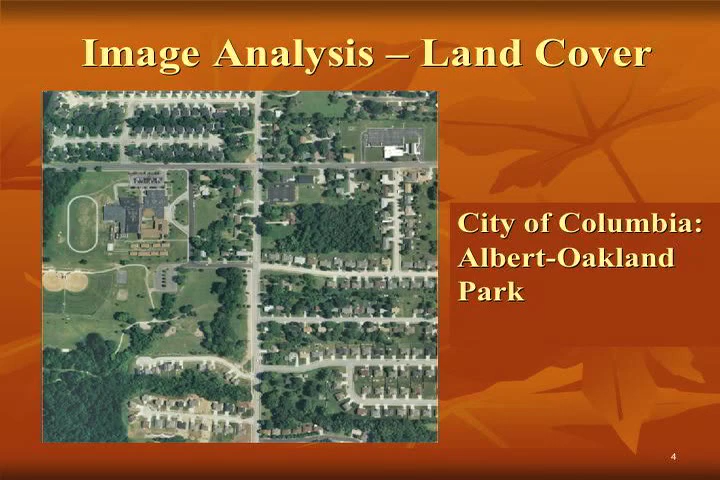 Image Analysis – Land Cover
City of Columbia:
Albert-Oakland
Park
4